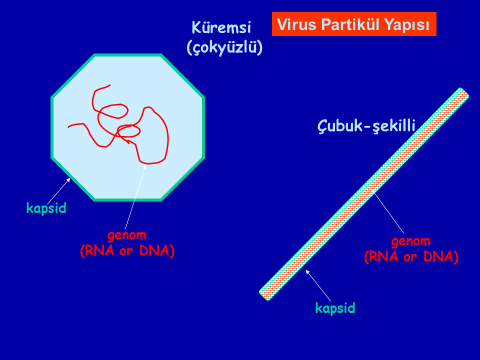 Virus Partikül Yapısı
Küremsi
(çokyüzlü)
Çubuk-şekilli
kapsid
genom
(RNA or DNA)
genom
(RNA or DNA)
kapsid